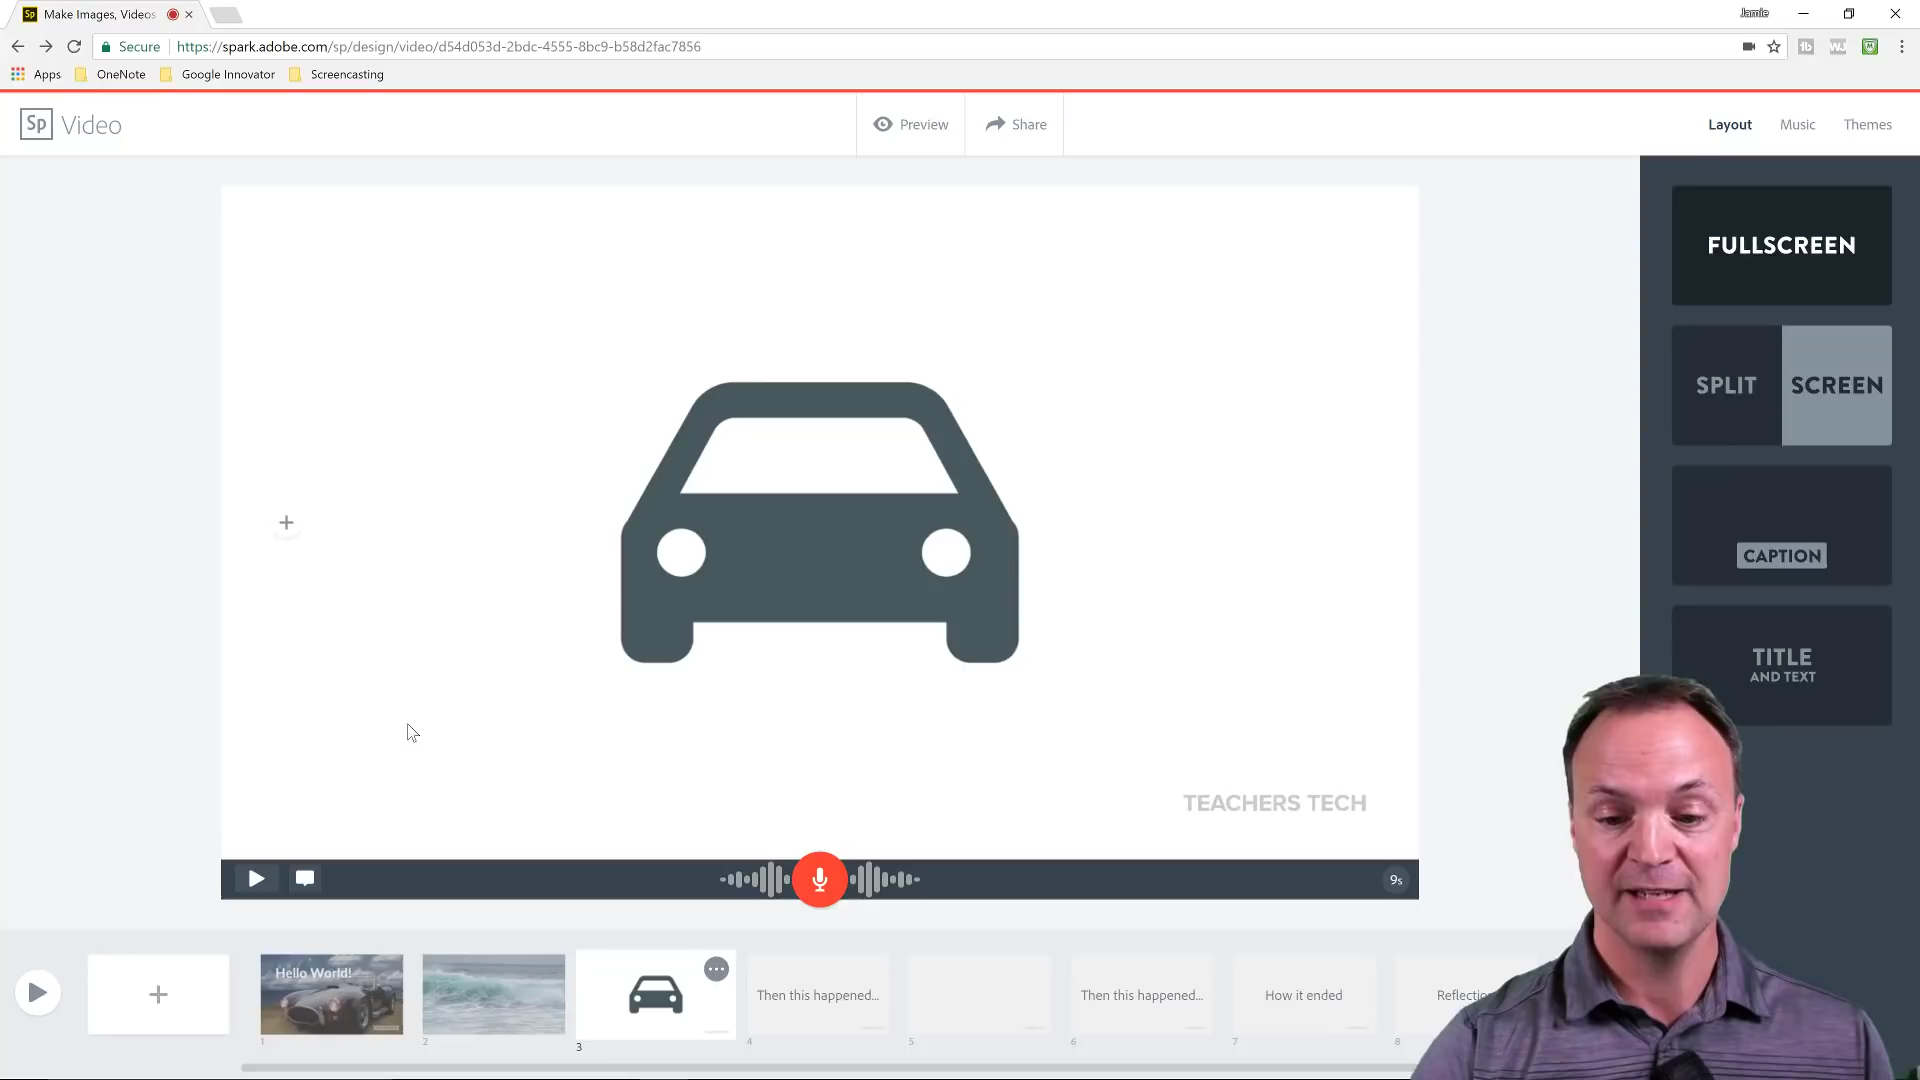 Make Images, Videos
Jamie
Secure
https://spark.adobe.com/sp/design/video/d54d053d-2bdc-4555-8bc9-b58d2fac7856
Apps
OneNote
Google Innovator
Screencasting
Sp
Video
Preview
Share
Layout
Music
Themes
FULLSCREEN
SPLIT SCREEN
CAPTION
TITLE
AND TEXT
TEACHERS TECH
9s
Hello World!
Then this happened...
Then this happened...
How it ended
1
2
3
4
5
6
7
8